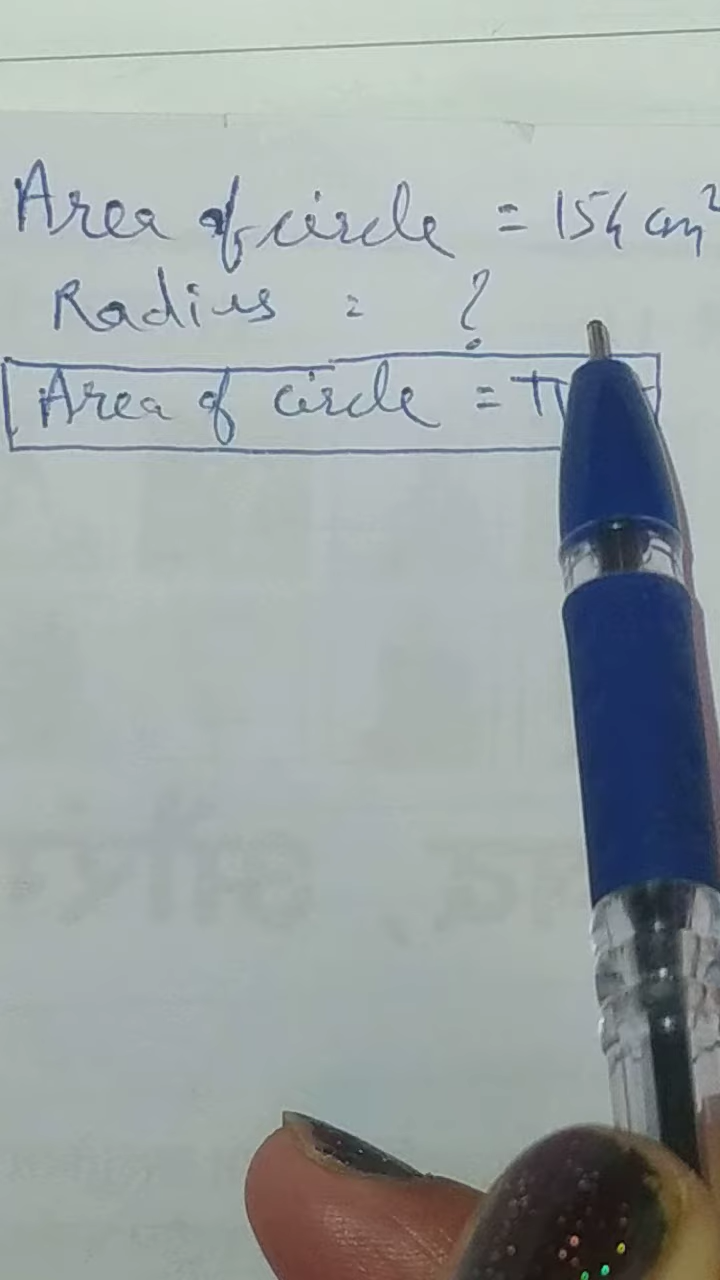 Area of circle = 154 cm²
Radius = ?
Area of circle = π